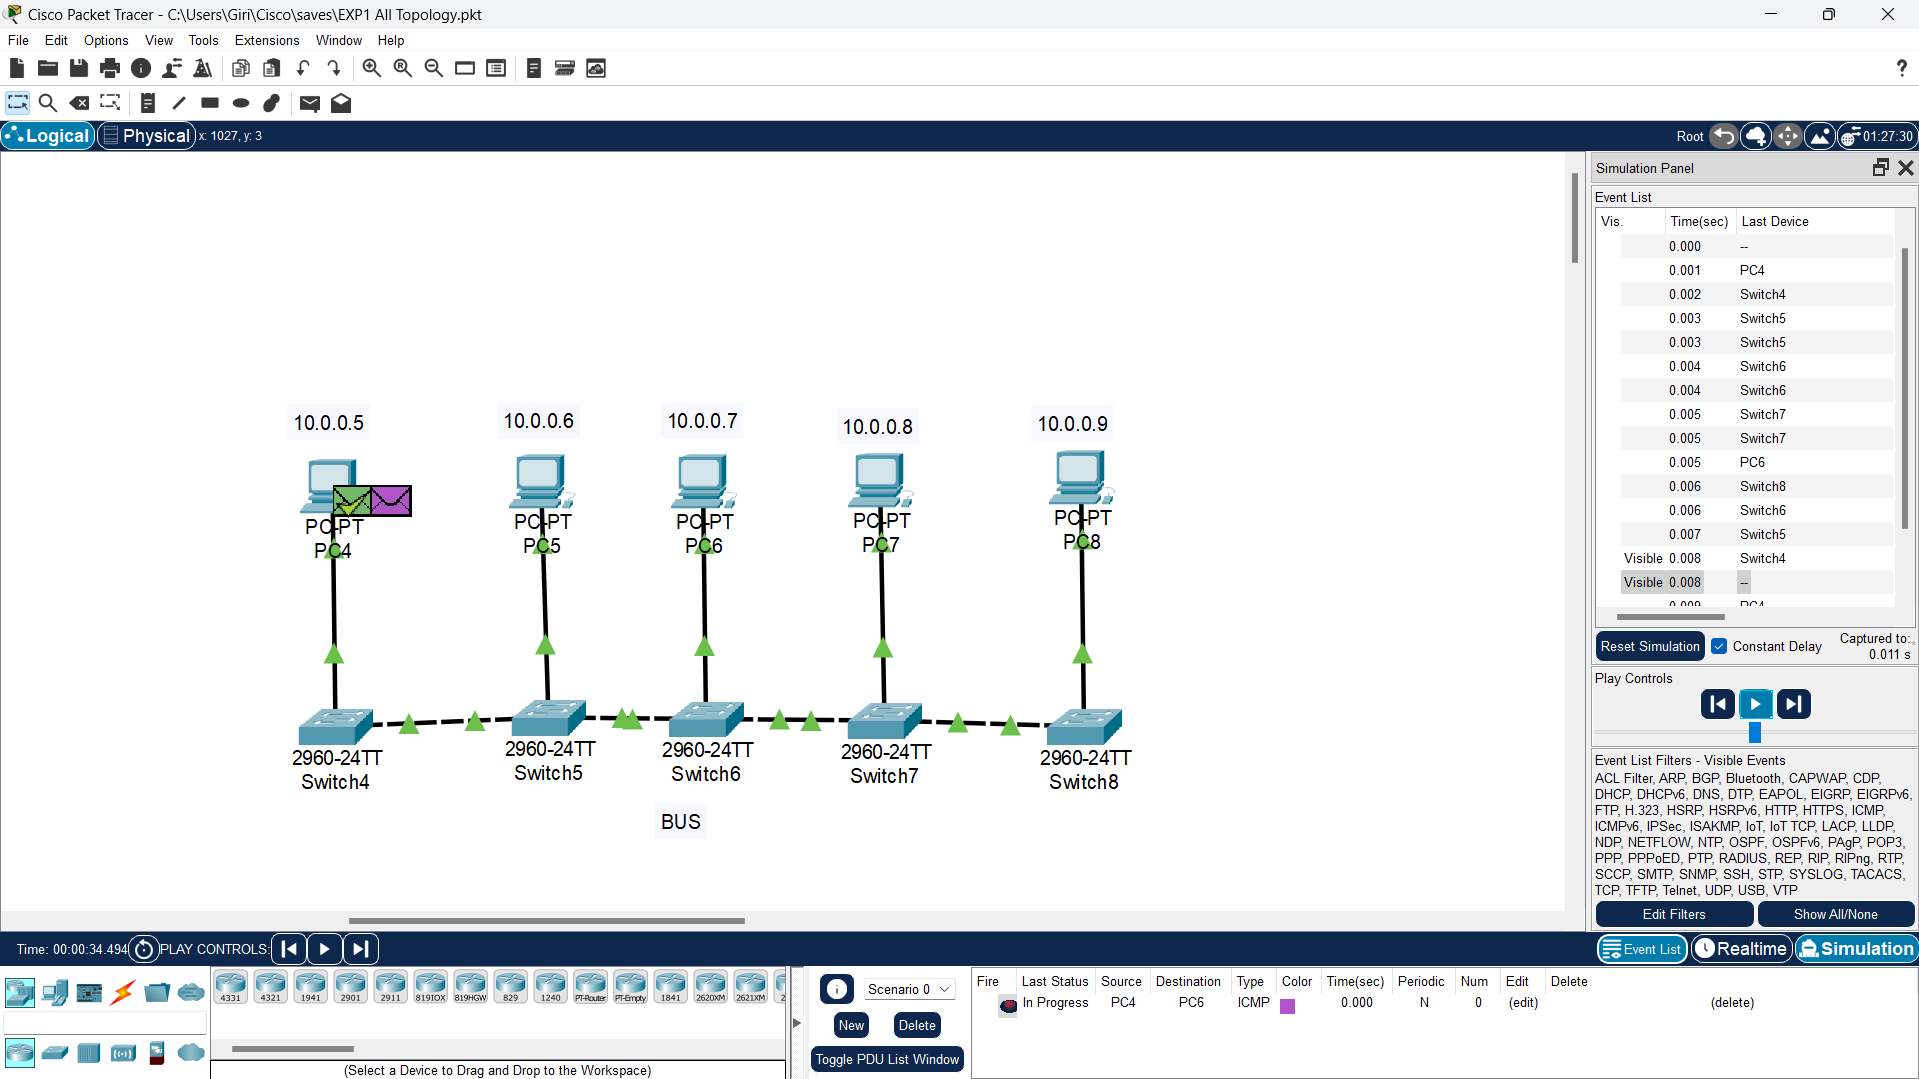 Cisco Packet Tracer - C:\Users\Giri\Cisco\saves\EXP1 All Topology.pkt
File Edit Options View Tools Extensions Window Help
Logical Physical x: 1027, y: 3 Root 01:27:30
Simulation Panel
Event List
Vis. Time(sec) Last Device
0.000 --
0.001 PC4
0.002 Switch4
0.003 Switch5
0.003 Switch5
0.004 Switch6
0.004 Switch6
0.005 Switch7
0.005 Switch7
0.005 PC6
0.006 Switch8
0.006 Switch6
0.007 Switch5
Visible 0.008 Switch4
Visible 0.008 --
0.009 PC4
Reset Simulation Constant Delay Captured to:
0.011 s
Play Controls
Event List Filters - Visible Events
ACL Filter, ARP, BGP, Bluetooth, CAPWAP, CDP,
DHCP, DHCPv6, DNS, DTP, EAPOL, EIGRP, EIGRPv6,
FTP, H.323, HSRP, HSRPv6, HTTP, HTTPS, ICMP,
ICMPv6, IPSec, ISAKMP, IoT, IoT TCP, LACP, LLDP,
NDP, NETFLOW, NTP, OSPF, OSPFv6, PAgP, POP3,
PPP, PPPoED, PTP, RADIUS, REP, RIP, RIPng, RTP,
SCCP, SMTP, SNMP, SSH, STP, SYSLOG, TACACS,
TCP, TFTP, Telnet, UDP, USB, VTP
Edit Filters Show All/None
10.0.0.5 10.0.0.6 10.0.0.7 10.0.0.8 10.0.0.9
PC-PT PC-PT PC-PT PC-PT PC-PT
PC4 PC5 PC6 PC7 PC8
2960-24TT 2960-24TT 2960-24TT 2960-24TT 2960-24TT
Switch4 Switch5 Switch6 Switch7 Switch8
BUS
Time: 00:00:34.494 PLAY CONTROLS: Event List Realtime Simulation
4331 4321 1941 2901 2911 819IOX 819HGW 829 1240 PT-Router PT-Empty 1841 2620XM 2621XM 2
(Select a Device to Drag and Drop to the Workspace)
Scenario 0
New Delete
Toggle PDU List Window
Fire Last Status Source Destination Type Color Time(sec) Periodic Num Edit Delete
In Progress PC4 PC6 ICMP 0.000 N 0 (edit) (delete)